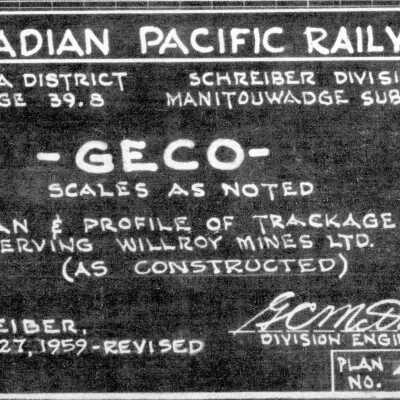 ADIAN PACIFIC RAILW
A DISTRICT SCHREIBER DIVISI
GE 39.8 MANITOUWADGE SUB
-GECO-
SCALES AS NOTED
AN & PROFILE OF TRACKAGE
ERVING WILLROY MINES LTD.
(AS CONSTRUCTED)
EIBER.
27, 1959-REVISED
DIVISION ENGI
PLAN
NO.